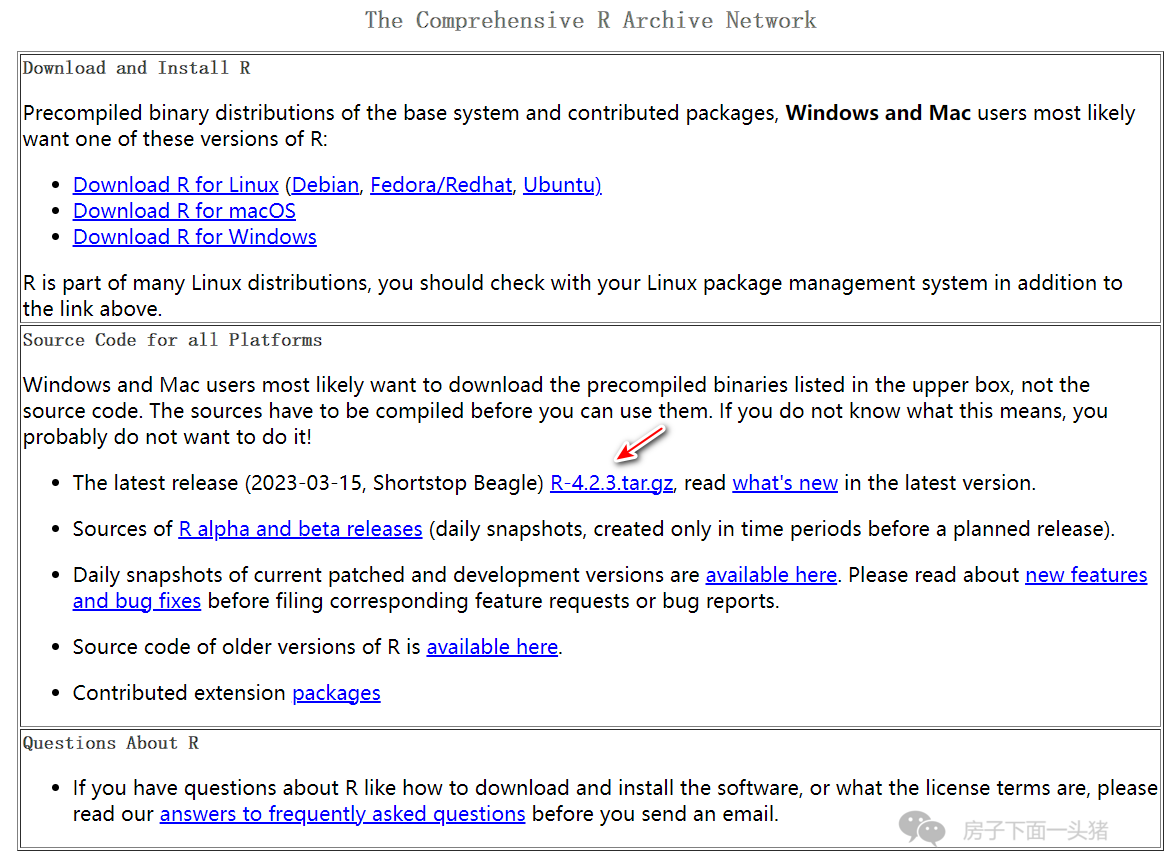 The Comprehensive R Archive Network
Download and Install R
Precompiled binary distributions of the base system and contributed packages, Windows and Mac users most likely
want one of these versions of R:
• Download R for Linux (Debian, Fedora/Redhat, Ubuntu)
• Download R for macOS
• Download R for Windows
R is part of many Linux distributions, you should check with your Linux package management system in addition to
the link above.
Source Code for all Platforms
Windows and Mac users most likely want to download the precompiled binaries listed in the upper box, not the
source code. The sources have to be compiled before you can use them. If you do not know what this means, you
probably do not want to do it!
• The latest release (2023-03-15, Shortstop Beagle) R-4.2.3.tar.gz, read what's new in the latest version.
• Sources of R alpha and beta releases (daily snapshots, created only in time periods before a planned release).
• Daily snapshots of current patched and development versions are available here. Please read about new features
and bug fixes before filing corresponding feature requests or bug reports.
• Source code of older versions of R is available here.
• Contributed extension packages
Questions About R
• If you have questions about R like how to download and install the software, or what the license terms are, please
read our answers to frequently asked questions before you send an email.
房子下面一头猪